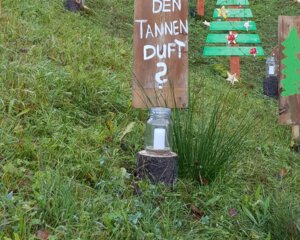 DEN
TANNEN
DUFT
?